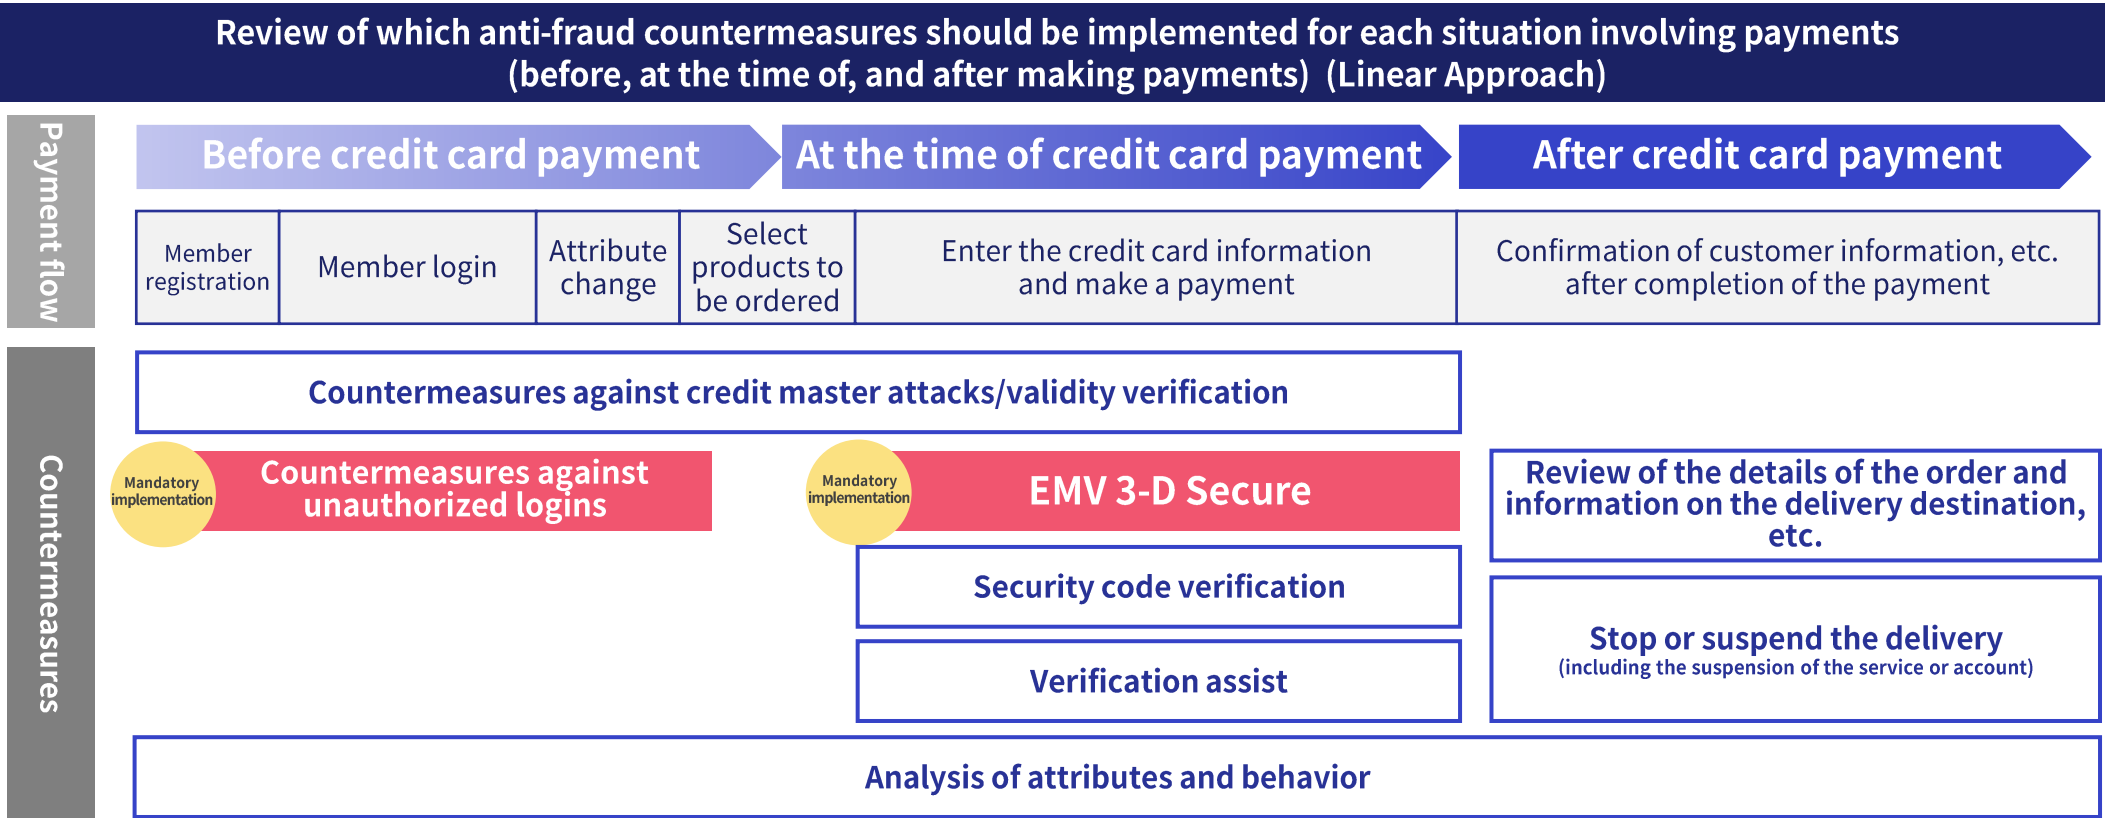 Review of which anti-fraud countermeasures should be implemented for each situation involving payments
(before, at the time of, and after making payments) (Linear Approach)
Payment flow
Before credit card payment
At the time of credit card payment
After credit card payment
Member
registration
Member login
Attribute
change
Select
products to
be ordered
Enter the credit card information
and make a payment
Confirmation of customer information, etc.
after completion of the payment
Countermeasures
Countermeasures against credit master attacks/validity verification
Mandatory
implementation
Countermeasures against
unauthorized logins
Mandatory
implementation
EMV 3-D Secure
Review of the details of the order and
information on the delivery destination,
etc.
Security code verification
Stop or suspend the delivery
(including the suspension of the service or account)
Verification assist
Analysis of attributes and behavior